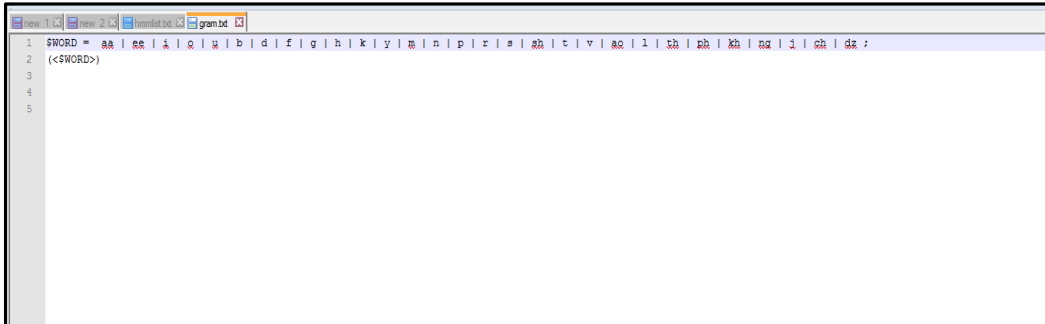 new 1 new 2 hmmlist.txt gram.txt
1 $WORD = aa | ee | i | o | u | b | d | f | g | h | k | y | m | n | p | r | s | sh | t | v | ao | l | th | ph | kh | ng | j | ch | dz ;
2 (<$WORD>)
3
4
5